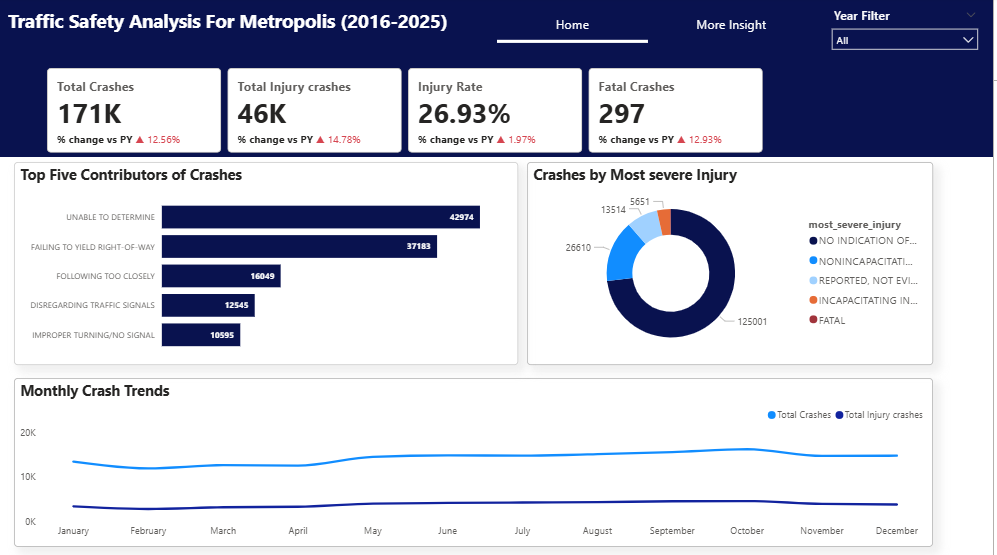 Traffic Safety Analysis For Metropolis (2016-2025)
Home
More Insight
Year Filter
All
Total Crashes
171K
% change vs PY ▲ 12.56%
Total Injury crashes
46K
% change vs PY ▲ 14.78%
Injury Rate
26.93%
% change vs PY ▲ 1.97%
Fatal Crashes
297
% change vs PY ▲ 12.93%
Top Five Contributors of Crashes
UNABLE TO DETERMINE 42974
FAILING TO YIELD RIGHT-OF-WAY 37183
FOLLOWING TOO CLOSELY 16049
DISREGARDING TRAFFIC SIGNALS 12545
IMPROPER TURNING/NO SIGNAL 10595
Crashes by Most severe Injury
5651
13514
26610
125001
most_severe_injury
NO INDICATION OF...
NONINCAPACITATI...
REPORTED, NOT EVI...
INCAPACITATING IN...
FATAL
Monthly Crash Trends
Total Crashes Total Injury crashes
20K
10K
0K
January February March April May June July August September October November December